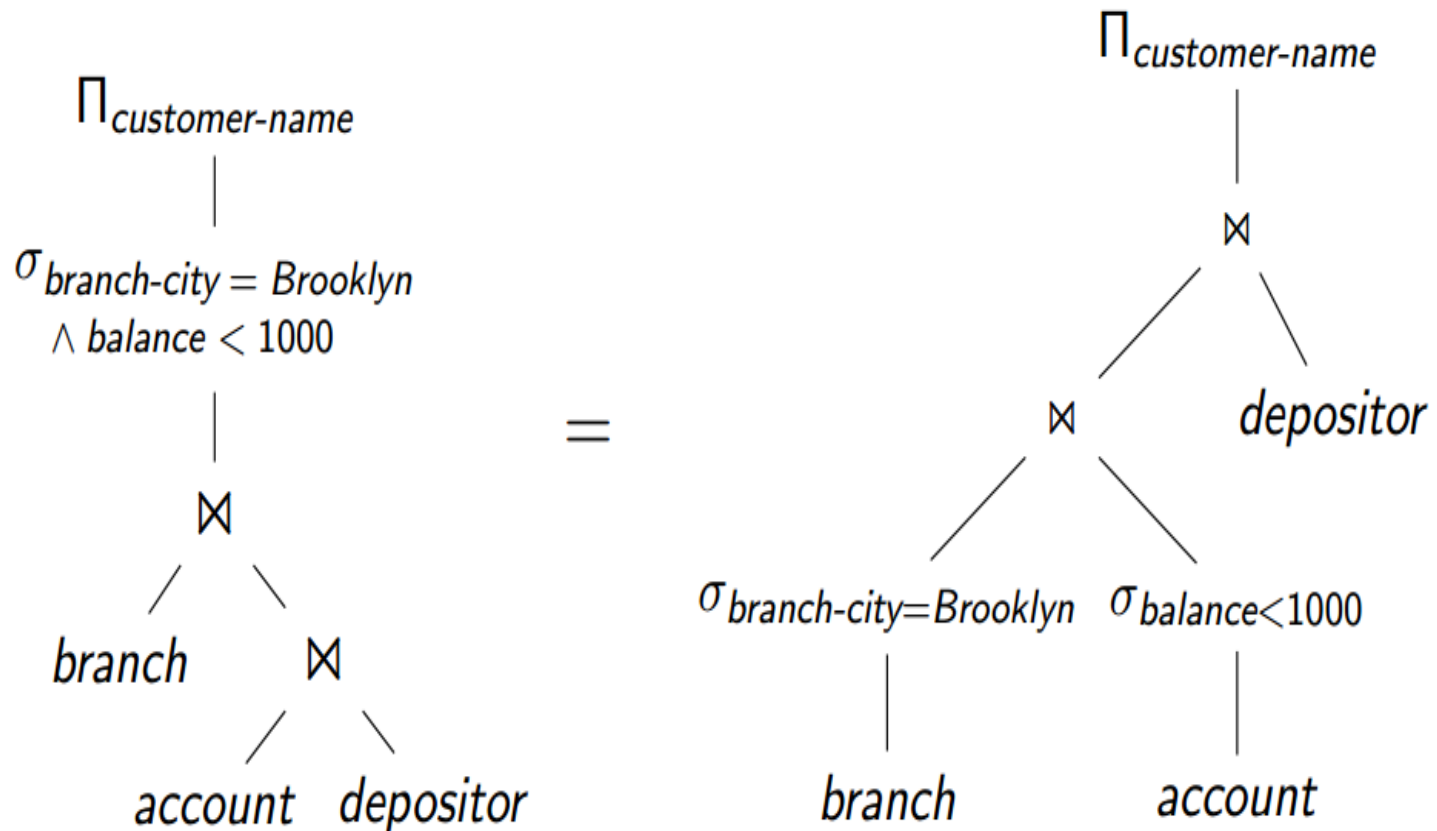 Π customer-name
σ branch-city = Brooklyn
∧ balance < 1000
⋈
branch
⋈
account
depositor
=
Π customer-name
⋈
⋈
depositor
σ branch-city=Brooklyn
σ balance<1000
branch
account